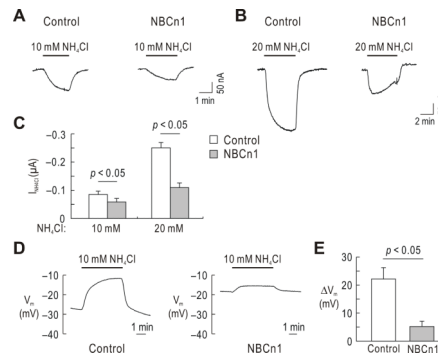 A
Control
NBCn1
10 mM NH4Cl
10 mM NH4Cl
50 nA
1 min
B
Control
NBCn1
20 mM NH4Cl
20 mM NH4Cl
2 min
C
INH4Cl (μA)
−0.3
−0.2
−0.1
0
p < 0.05
p < 0.05
Control
NBCn1
NH4Cl:
10 mM
20 mM
D
10 mM NH4Cl
Vm
(mV)
−10
−20
−30
−40
1 min
Control
10 mM NH4Cl
Vm
(mV)
−10
−20
−30
−40
1 min
NBCn1
E
p < 0.05
ΔVm
(mV)
30
20
10
0
Control
NBCn1